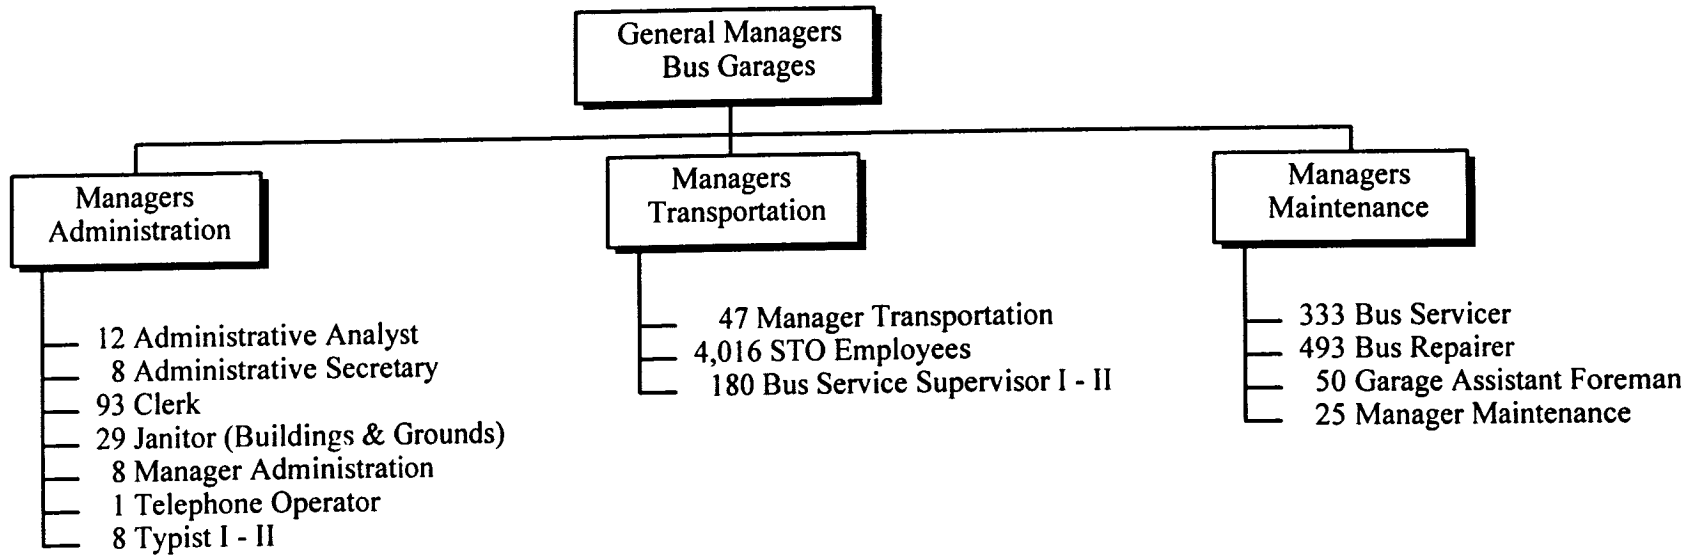 General Managers
Bus Garages
Managers
Administration
12 Administrative Analyst
8 Administrative Secretary
93 Clerk
29 Janitor (Buildings & Grounds)
8 Manager Administration
1 Telephone Operator
8 Typist I - II
Managers
Transportation
47 Manager Transportation
4,016 STO Employees
180 Bus Service Supervisor I - II
Managers
Maintenance
333 Bus Servicer
493 Bus Repairer
50 Garage Assistant Foreman
25 Manager Maintenance